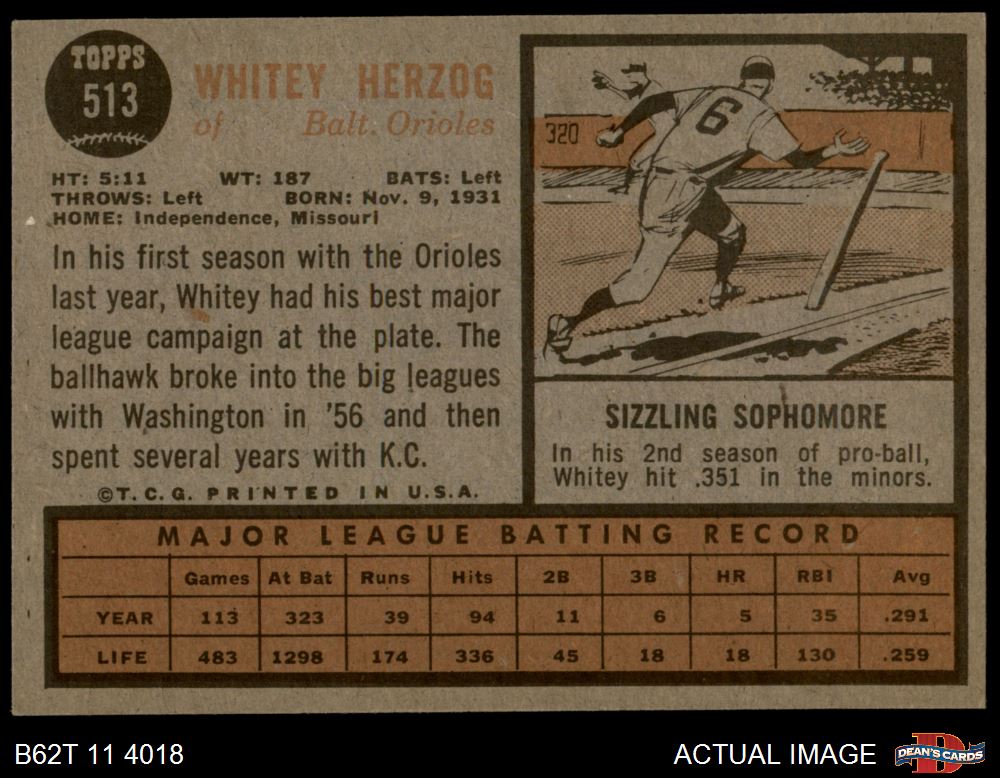 TOPPS
513
WHITEY HERZOG
of Balt. Orioles
HT: 5:11 WT: 187 BATS: Left
THROWS: Left BORN: Nov. 9, 1931
HOME: Independence, Missouri
In his first season with the Orioles
last year, Whitey had his best major
league campaign at the plate. The
ballhawk broke into the big leagues
with Washington in '56 and then
spent several years with K.C.
©T.C.G. PRINTED IN U.S.A.
320
6
SIZZLING SOPHOMORE
In his 2nd season of pro-ball,
Whitey hit .351 in the minors.
MAJOR LEAGUE BATTING RECORD
Games At Bat Runs Hits 2B 3B HR RBI Avg
YEAR 113 323 39 94 11 6 5 35 .291
LIFE 483 1298 174 336 45 18 18 130 .259
B62T 11 4018
ACTUAL IMAGE
D
DEAN'S CARDS